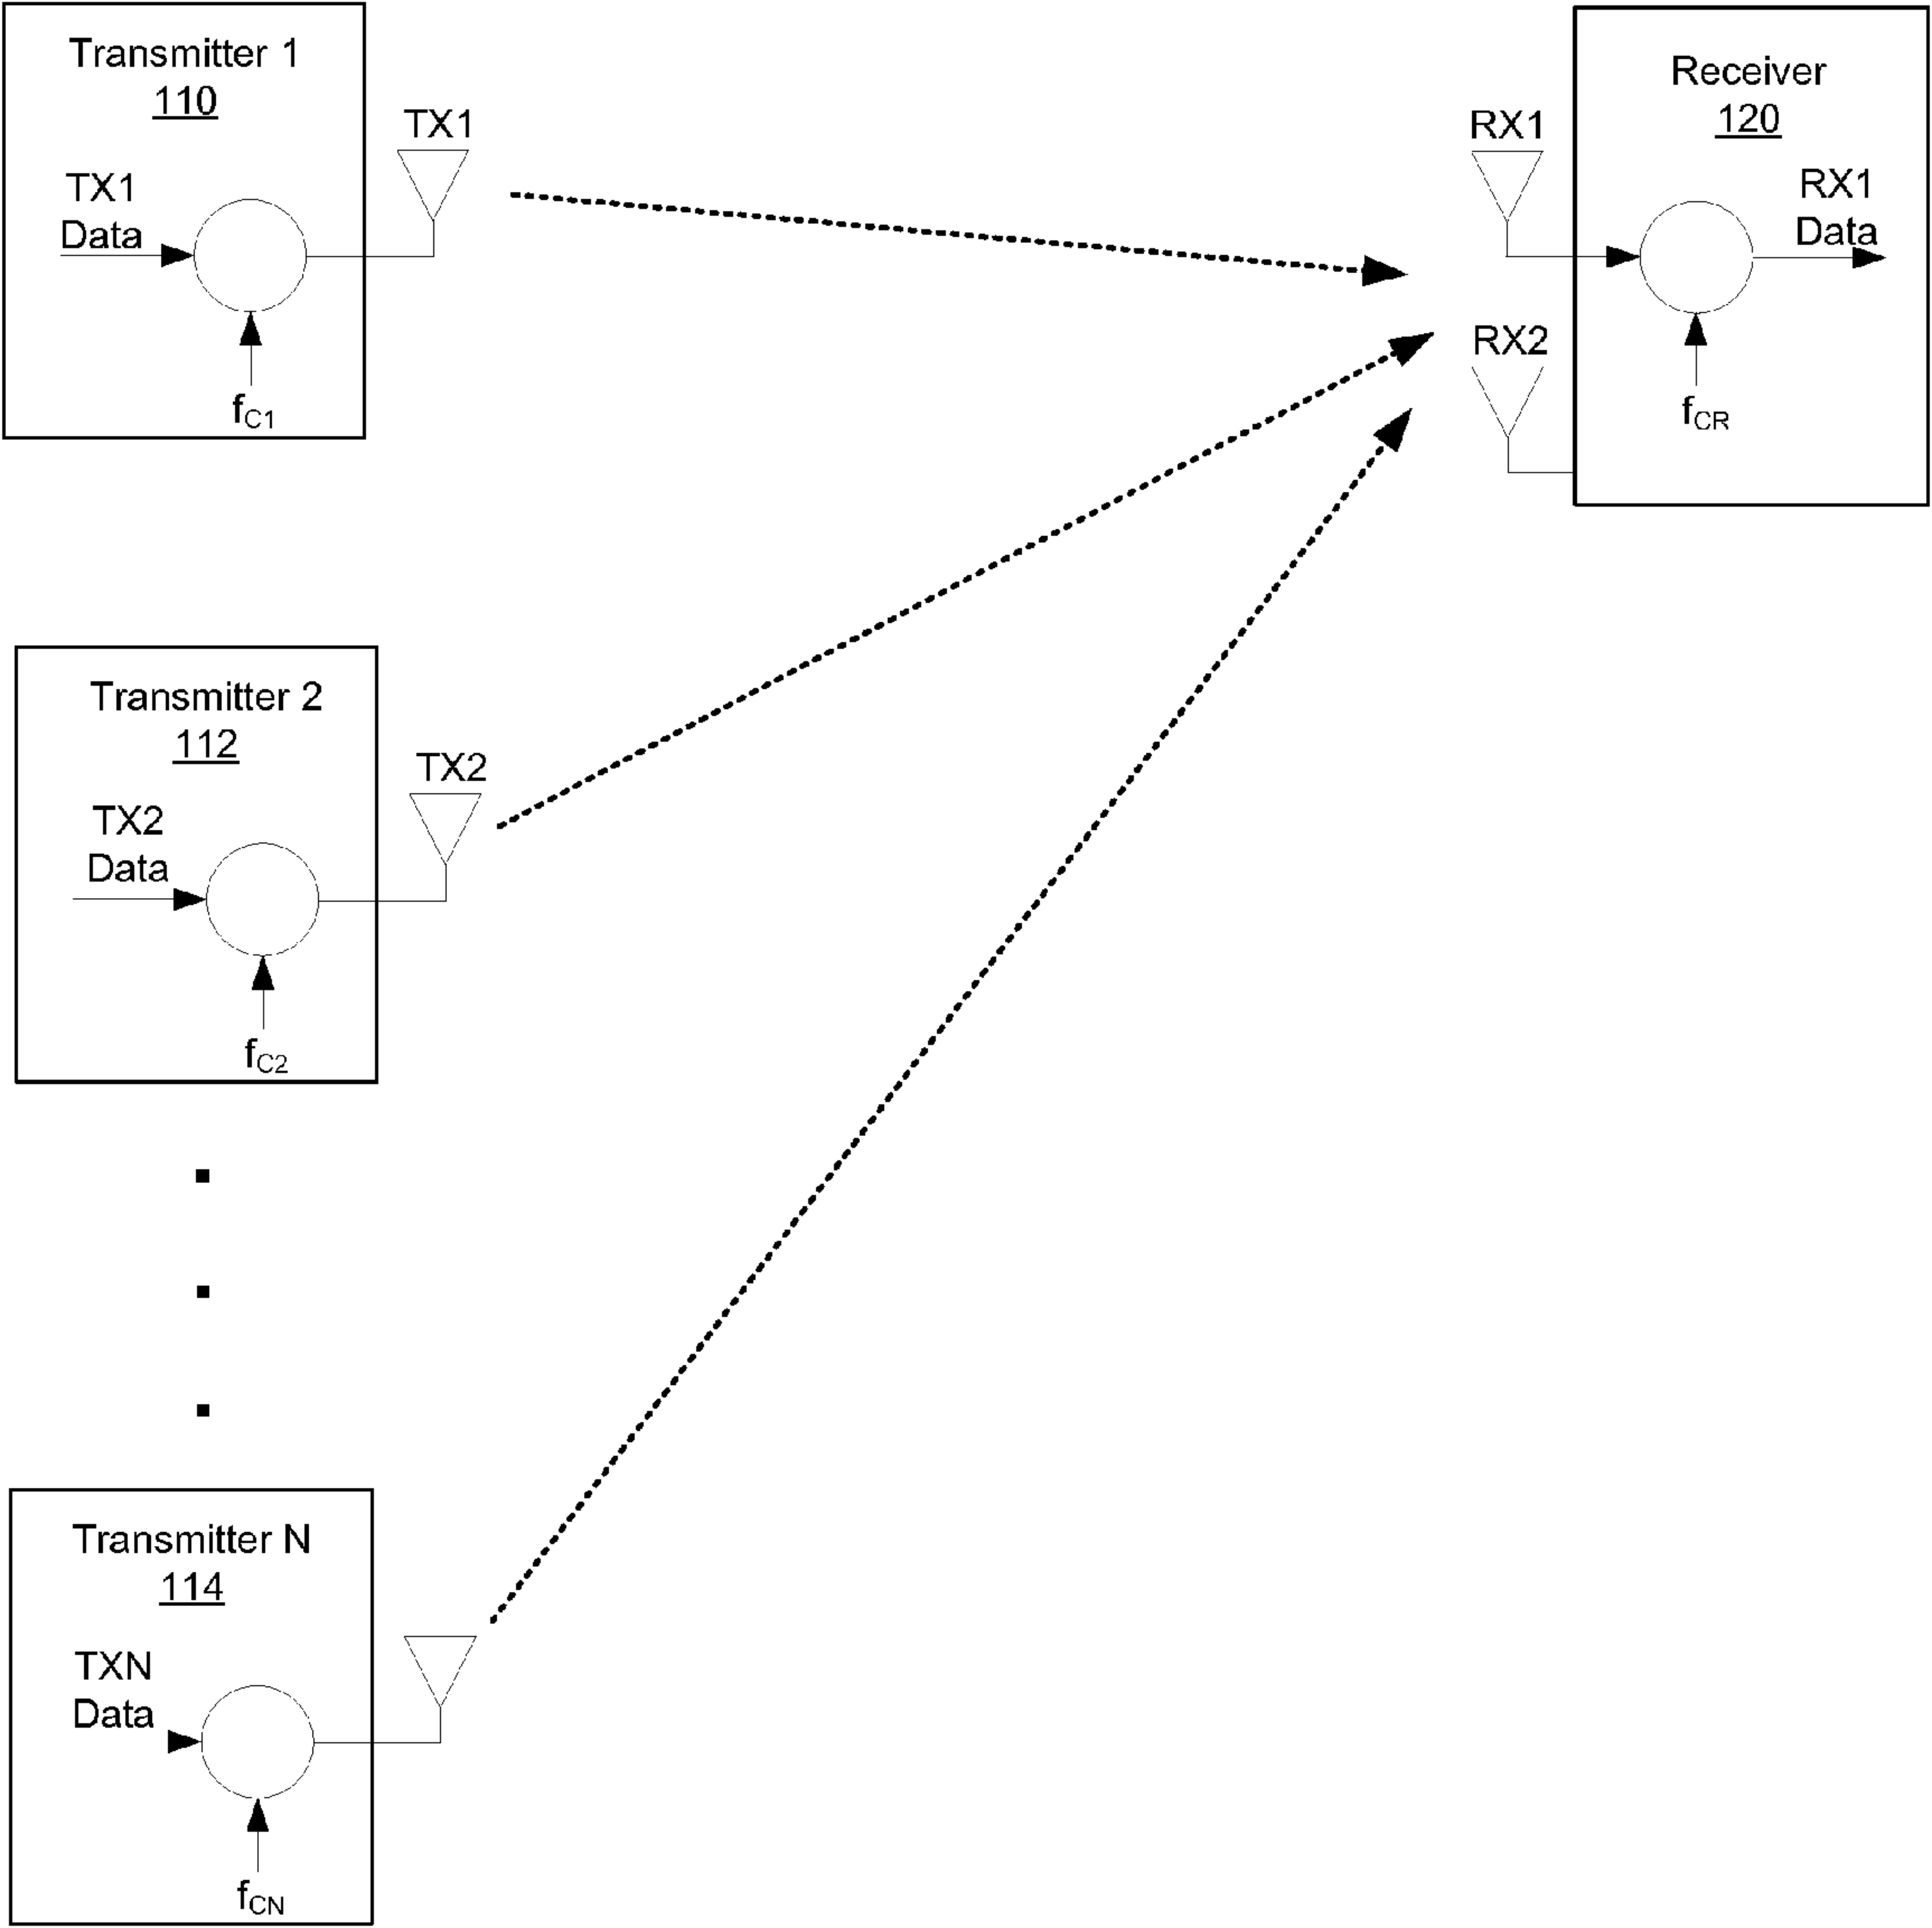 Transmitter 1
110
TX1
TX1
Data
fC1
Receiver
120
RX1
RX1
Data
RX2
fCR
Transmitter 2
112
TX2
TX2
Data
fC2
Transmitter N
114
TXN
Data
fCN